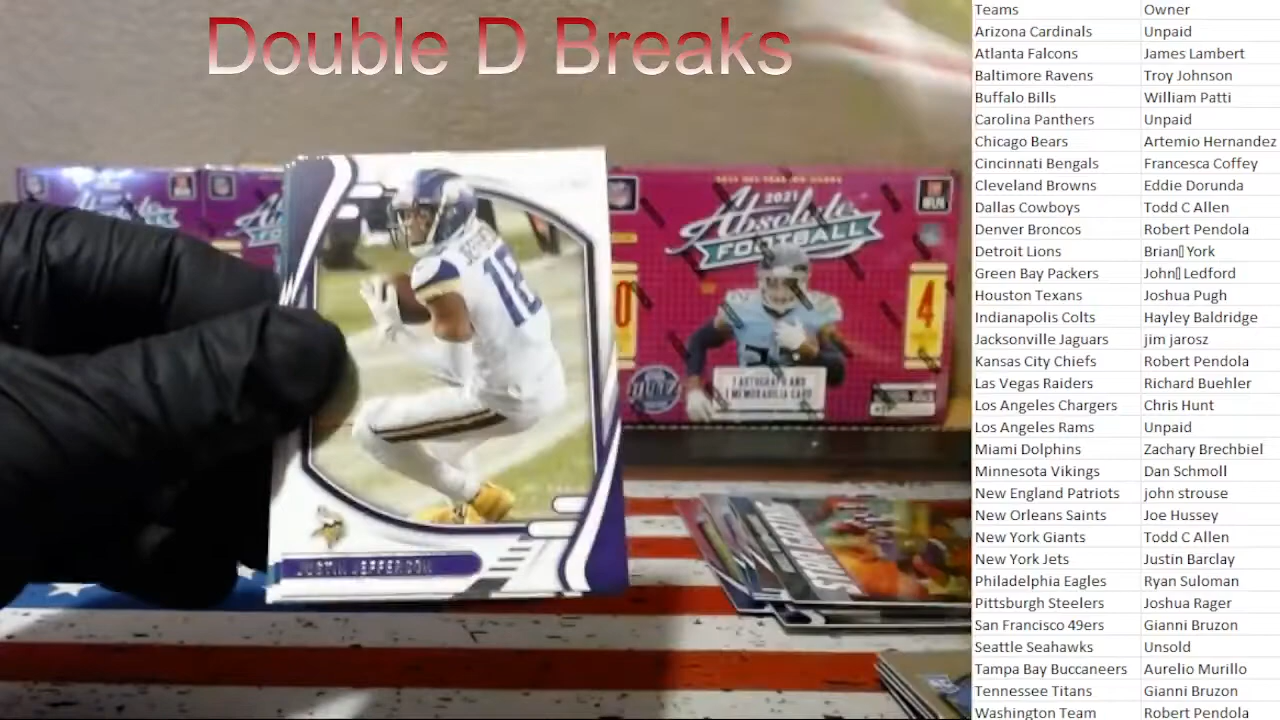 Double D Breaks
Teams Owner
Arizona Cardinals Unpaid
Atlanta Falcons James Lambert
Baltimore Ravens Troy Johnson
Buffalo Bills William Patti
Carolina Panthers Unpaid
Chicago Bears Artemio Hernandez
Cincinnati Bengals Francesca Coffey
Cleveland Browns Eddie Dorunda
Dallas Cowboys Todd C Allen
Denver Broncos Robert Pendola
Detroit Lions Brian▯ York
Green Bay Packers John▯ Ledford
Houston Texans Joshua Pugh
Indianapolis Colts Hayley Baldridge
Jacksonville Jaguars jim jarosz
Kansas City Chiefs Robert Pendola
Las Vegas Raiders Richard Buehler
Los Angeles Chargers Chris Hunt
Los Angeles Rams Unpaid
Miami Dolphins Zachary Brechbiel
Minnesota Vikings Dan Schmoll
New England Patriots john strouse
New Orleans Saints Joe Hussey
New York Giants Todd C Allen
New York Jets Justin Barclay
Philadelphia Eagles Ryan Suloman
Pittsburgh Steelers Joshua Rager
San Francisco 49ers Gianni Bruzon
Seattle Seahawks Unsold
Tampa Bay Buccaneers Aurelio Murillo
Tennessee Titans Gianni Bruzon
Washington Team Robert Pendola
2021
Absolute
FOOTBALL
0
4
1 AUTOGRAPH AND
1 MEMORABILIA CARD
18
JUSTIN JEFFERSON